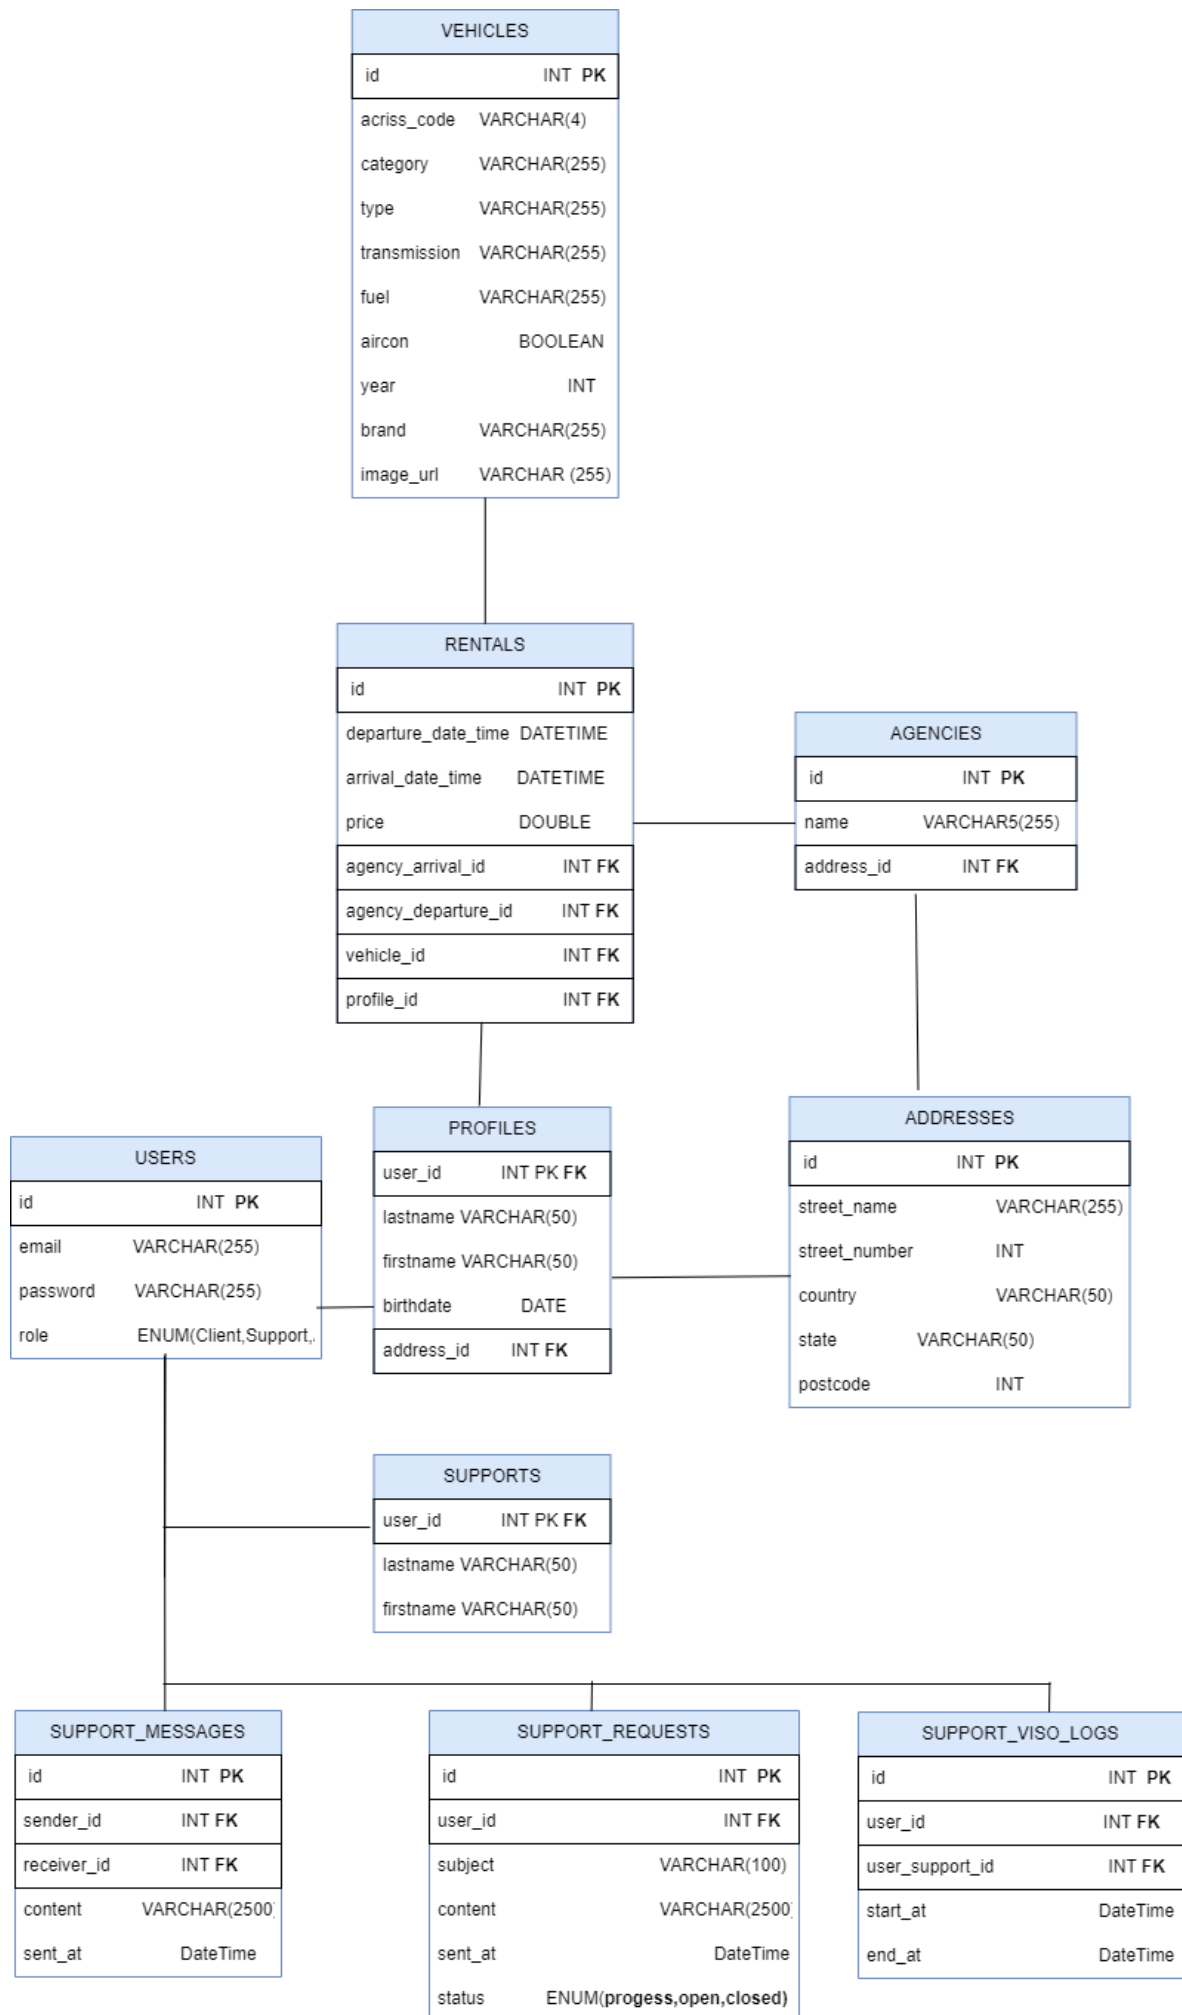 VEHICLES
id INT PK
acriss_code VARCHAR(4)
category VARCHAR(255)
type VARCHAR(255)
transmission VARCHAR(255)
fuel VARCHAR(255)
aircon BOOLEAN
year INT
brand VARCHAR(255)
image_url VARCHAR (255)
RENTALS
id INT PK
departure_date_time DATETIME
arrival_date_time DATETIME
price DOUBLE
agency_arrival_id INT FK
agency_departure_id INT FK
vehicle_id INT FK
profile_id INT FK
AGENCIES
id INT PK
name VARCHAR5(255)
address_id INT FK
USERS
id INT PK
email VARCHAR(255)
password VARCHAR(255)
role ENUM(Client,Support,.
PROFILES
user_id INT PK FK
lastname VARCHAR(50)
firstname VARCHAR(50)
birthdate DATE
address_id INT FK
ADDRESSES
id INT PK
street_name VARCHAR(255)
street_number INT
country VARCHAR(50)
state VARCHAR(50)
postcode INT
SUPPORTS
user_id INT PK FK
lastname VARCHAR(50)
firstname VARCHAR(50)
SUPPORT_MESSAGES
id INT PK
sender_id INT FK
receiver_id INT FK
content VARCHAR(2500)
sent_at DateTime
SUPPORT_REQUESTS
id INT PK
user_id INT FK
subject VARCHAR(100)
content VARCHAR(2500)
sent_at DateTime
status ENUM(progess,open,closed)
SUPPORT_VISO_LOGS
id INT PK
user_id INT FK
user_support_id INT FK
start_at DateTime
end_at DateTime